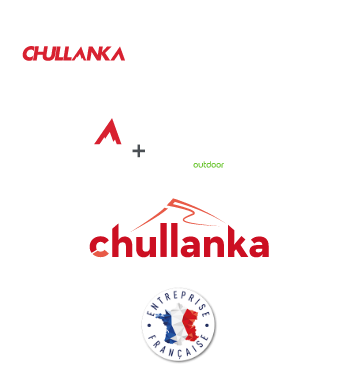 CHULLANKA
+
outdoor
chullanka
ENTREPRISE
FRANÇAISE